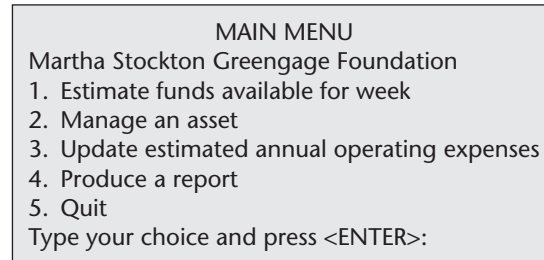 MAIN MENU
Martha Stockton Greengage Foundation
1. Estimate funds available for week
2. Manage an asset
3. Update estimated annual operating expenses
4. Produce a report
5. Quit
Type your choice and press <ENTER>: